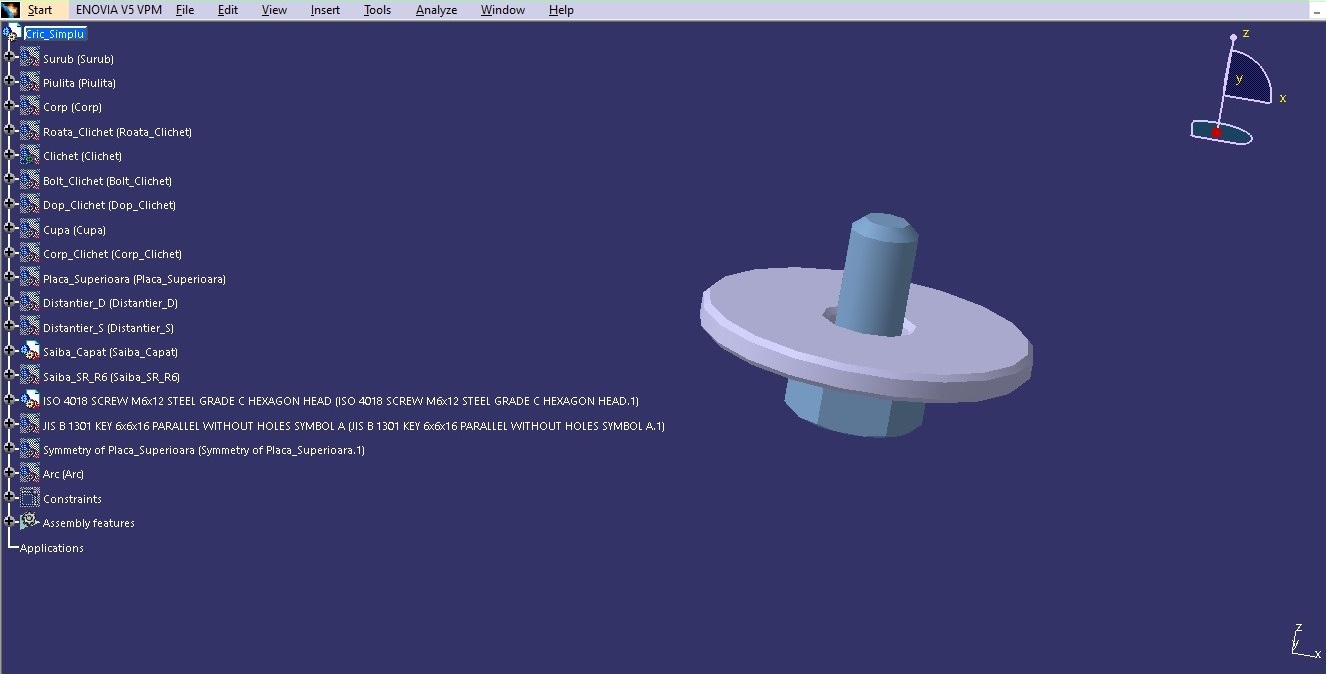 Start ENOVIA V5 VPM File Edit View Insert Tools Analyze Window Help
Cric_Simplu
Surub (Surub)
Piulita (Piulita)
Corp (Corp)
Roata_Clichet (Roata_Clichet)
Clichet (Clichet)
Bolt_Clichet (Bolt_Clichet)
Dop_Clichet (Dop_Clichet)
Cupa (Cupa)
Corp_Clichet (Corp_Clichet)
Placa_Superioara (Placa_Superioara)
Distantier_D (Distantier_D)
Distantier_S (Distantier_S)
Saiba_Capat (Saiba_Capat)
Saiba_SR_R6 (Saiba_SR_R6)
ISO 4018 SCREW M6x12 STEEL GRADE C HEXAGON HEAD (ISO 4018 SCREW M6x12 STEEL GRADE C HEXAGON HEAD.1)
JIS B 1301 KEY 6x6x16 PARALLEL WITHOUT HOLES SYMBOL A (JIS B 1301 KEY 6x6x16 PARALLEL WITHOUT HOLES SYMBOL A.1)
Symmetry of Placa_Superioara (Symmetry of Placa_Superioara.1)
Arc (Arc)
Constraints
Assembly features
Applications
z
y
x
z
y
x